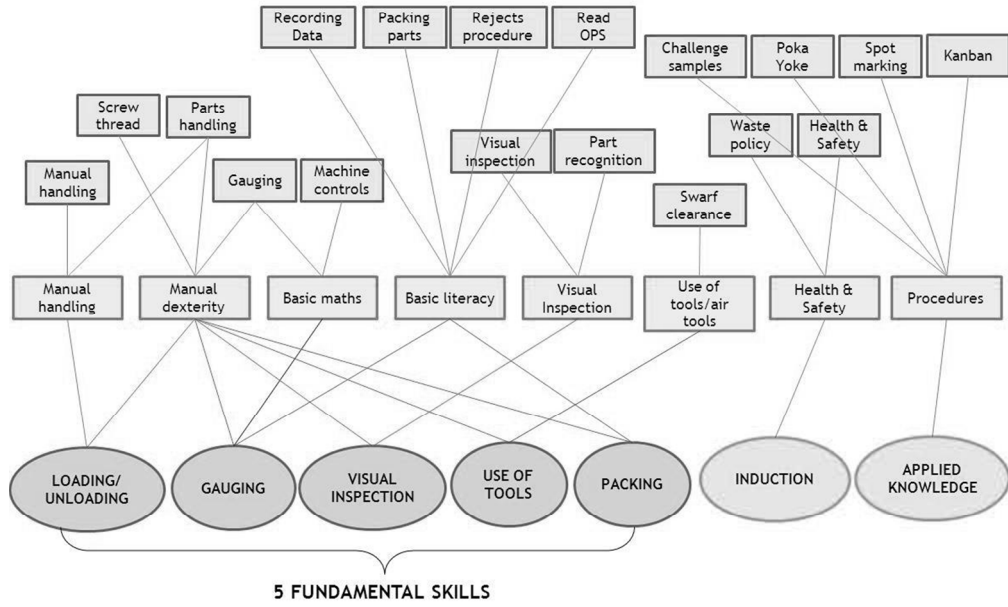 Recording
Data
Packing
parts
Rejects
procedure
Read
OPS
Challenge
samples
Poka
Yoke
Spot
marking
Kanban
Screw
thread
Parts
handling
Waste
policy
Health &
Safety
Visual
inspection
Part
recognition
Manual
handling
Gauging
Machine
controls
Swarf
clearance
Manual
handling
Manual
dexterity
Basic maths
Basic literacy
Visual
Inspection
Use of
tools/air
tools
Health &
Safety
Procedures
LOADING/
UNLOADING
GAUGING
VISUAL
INSPECTION
USE OF
TOOLS
PACKING
INDUCTION
APPLIED
KNOWLEDGE
5 FUNDAMENTAL SKILLS